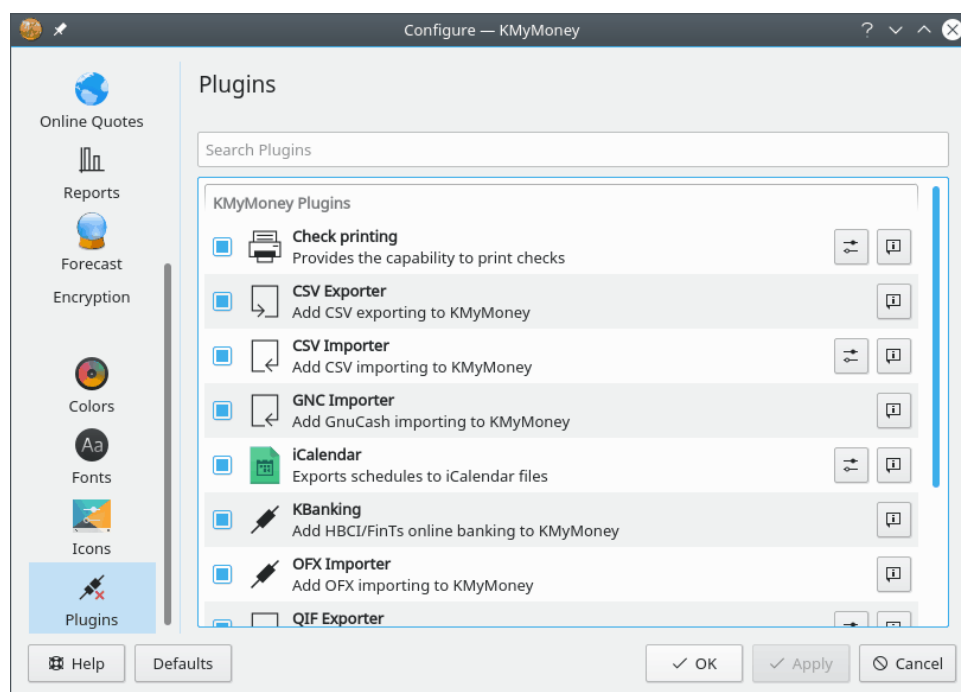 Configure — KMyMoney
Online Quotes
Reports
Forecast
Encryption
Colors
Fonts
Icons
Plugins
Plugins
Search Plugins
KMyMoney Plugins
Check printing
Provides the capability to print checks
CSV Exporter
Add CSV exporting to KMyMoney
CSV Importer
Add CSV importing to KMyMoney
GNC Importer
Add GnuCash importing to KMyMoney
iCalendar
Exports schedules to iCalendar files
KBanking
Add HBCI/FinTs online banking to KMyMoney
OFX Importer
Add OFX importing to KMyMoney
QIF Exporter
Help
Defaults
OK
Apply
Cancel